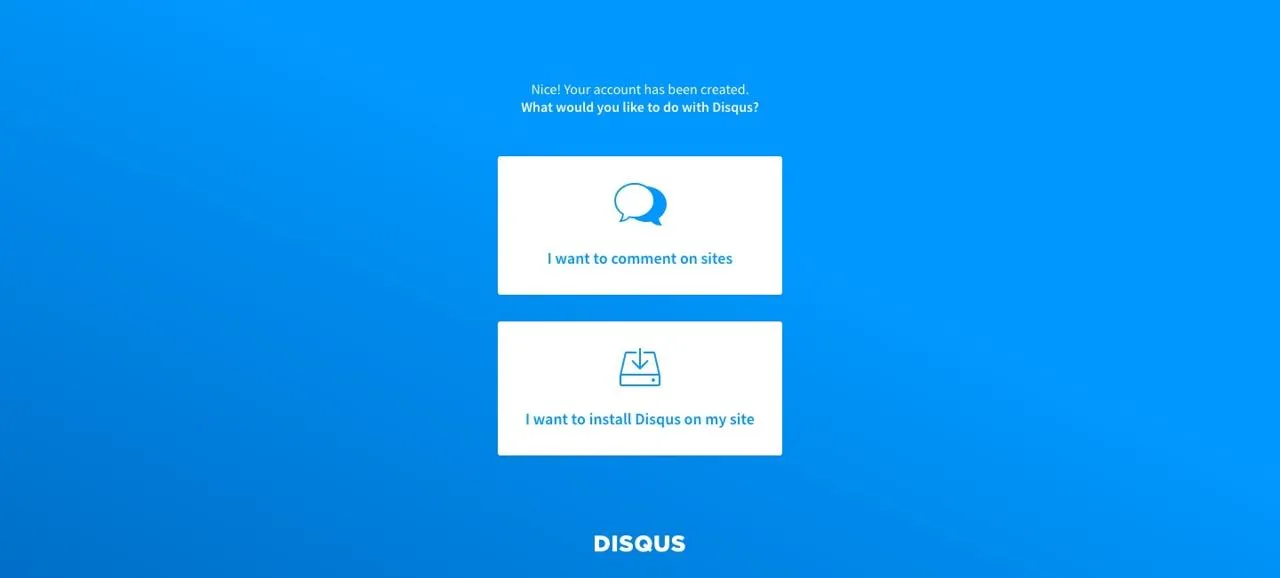 Nice! Your account has been created.
What would you like to do with Disqus?
I want to comment on sites
I want to install Disqus on my site
DISQUS